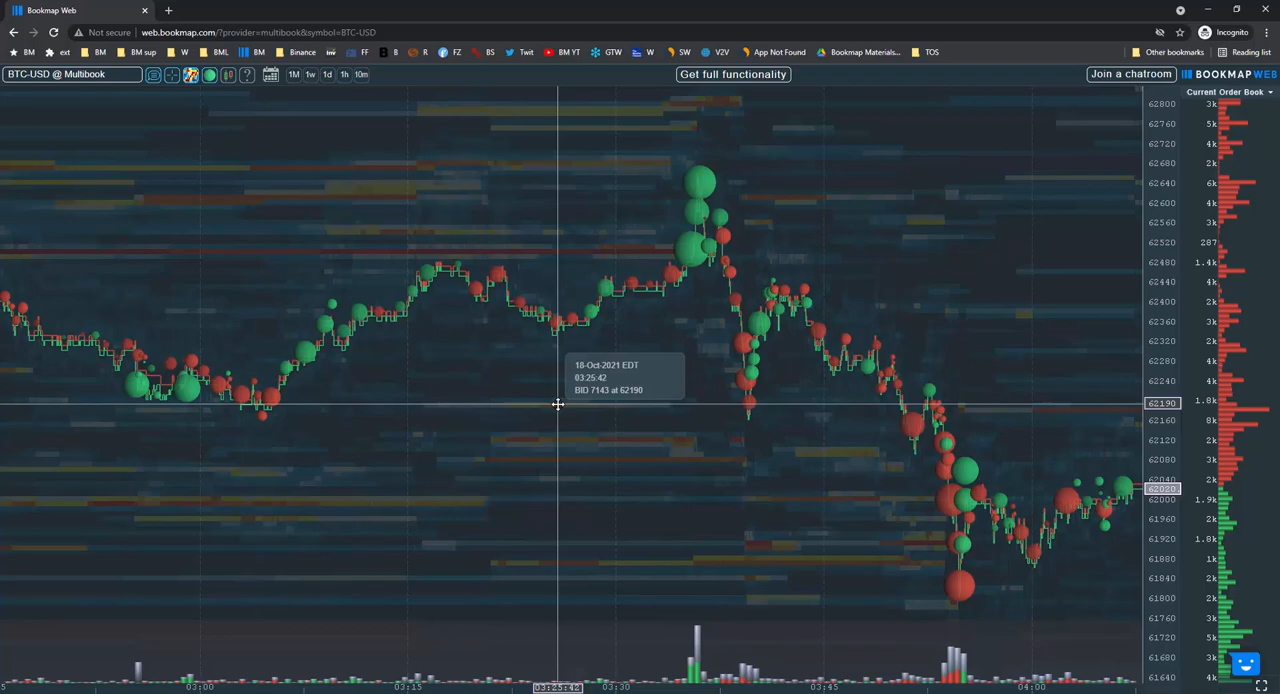 Bookmap Web
Not secure web.bookmap.com/?provider=multibook&symbol=BTC-USD Incognito
BM ext BM BM sup W BML BM Binance inv FF B R FZ BS Twit BM YT GTW W SW V2V App Not Found Bookmap Materials... TOS Other bookmarks Reading list
BTC-USD @ Multibook ? 1M 1w 1d 1h 10m Get full functionality Join a chatroom BOOKMAP WEB
Current Order Book
62800 3k
62760 5k
62720 4k
62680 2k
62640 6k
62600 4k
62560 3k
62520 287
62480 1.4k
62440 4k
62400 2k
62360 3k
62320 2k
62280 3k
18-Oct-2021 EDT
03:25:42
BID 7143 at 62190
62240 4k
1.8k
62190
62160 8k
62120 2k
62080 3k
62040 2k
62020
62000 1.9k
61960 2k
61920 1.8k
61880 1k
61840 2k
61800 2k
61760 3k
61720 5k
61680 3k
61640 4k
03:00 03:15 03:25:42 03:30 03:45 04:00